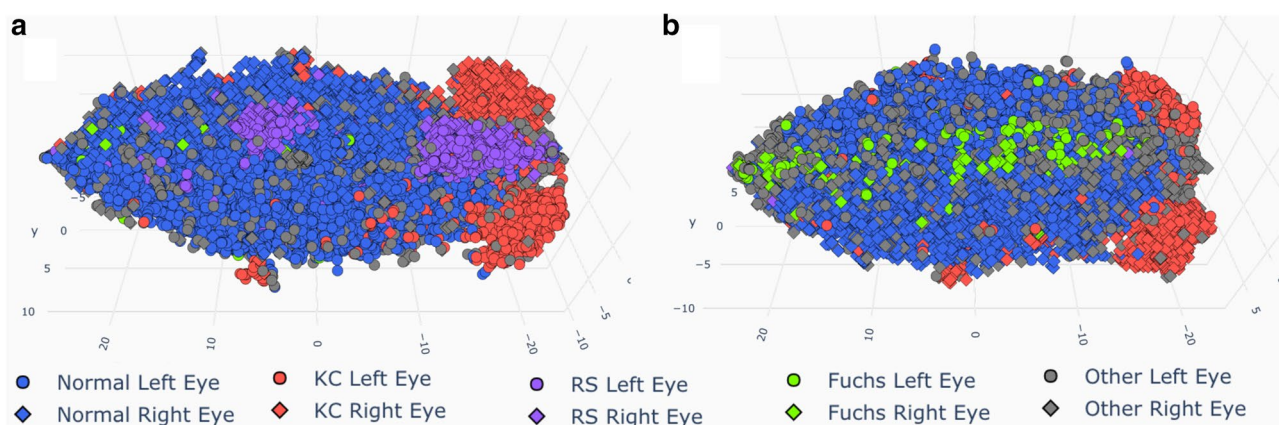 a
b
-5
y
0
5
10
20
10
0
-10
-10
-5
5
y
0
-5
-10
20
10
0
-10
-20
5
Normal Left Eye
KC Left Eye
RS Left Eye
Fuchs Left Eye
Other Left Eye
Normal Right Eye
KC Right Eye
RS Right Eye
Fuchs Right Eye
Other Right Eye